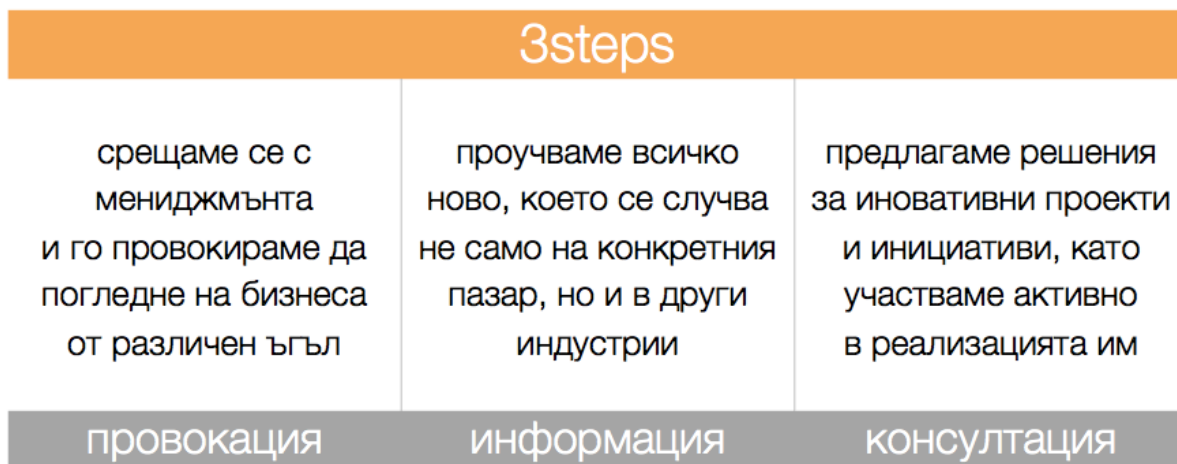 3steps
срещаме се с
мениджмънта
и го провокираме да
погледне на бизнеса
от различен ъгъл
провокация
проучваме всичко
ново, което се случва
не само на конкретния
пазар, но и в други
индустрии
информация
предлагаме решения
за иновативни проекти
и инициативи, като
участваме активно
в реализацията им
консултация